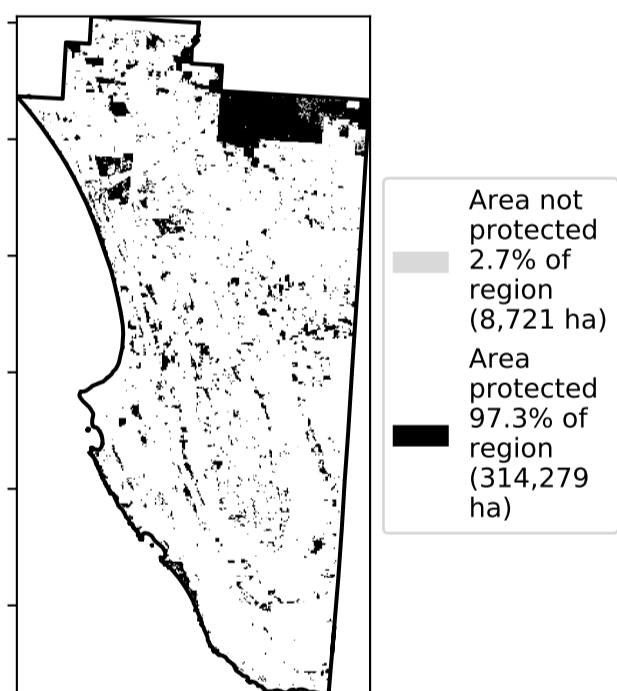 Area not
protected
2.7% of
region
(8,721 ha)
Area
protected
97.3% of
region
(314,279
ha)